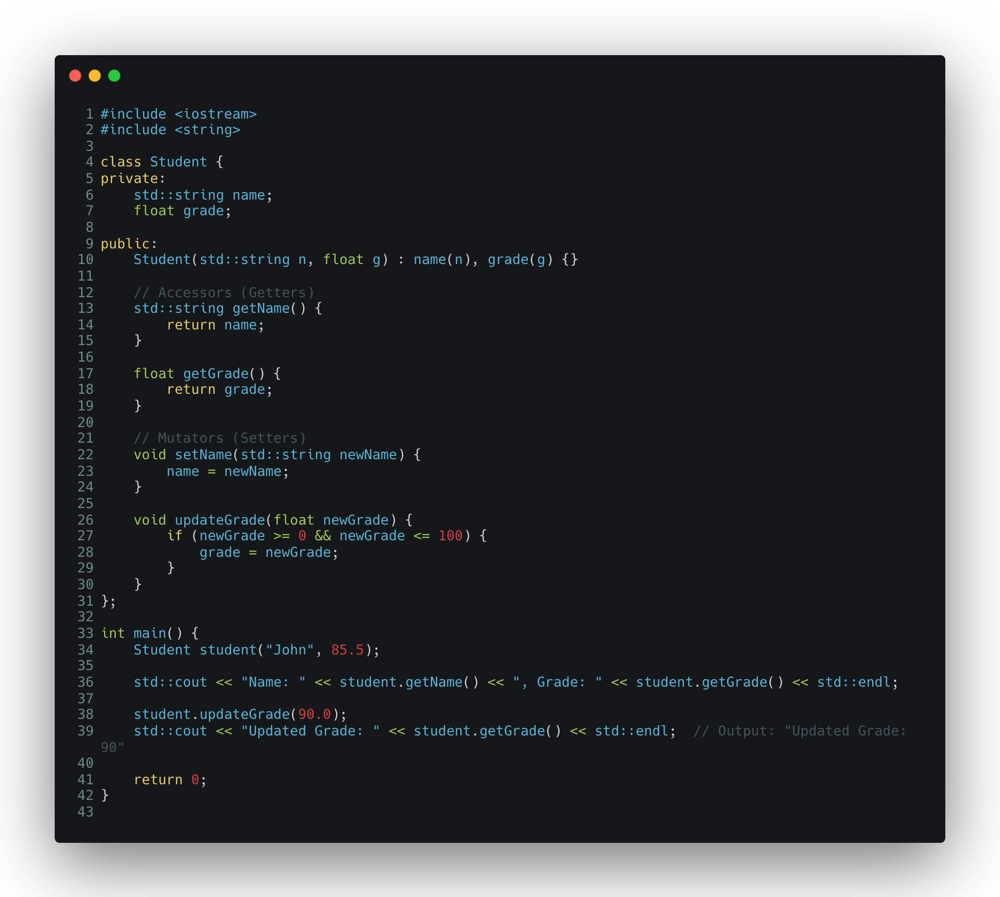 1 #include <iostream>
2 #include <string>
3
4 class Student {
5 private:
6     std::string name;
7     float grade;
8
9 public:
10     Student(std::string n, float g) : name(n), grade(g) {}
11
12     // Accessors (Getters)
13     std::string getName() {
14         return name;
15     }
16
17     float getGrade() {
18         return grade;
19     }
20
21     // Mutators (Setters)
22     void setName(std::string newName) {
23         name = newName;
24     }
25
26     void updateGrade(float newGrade) {
27         if (newGrade >= 0 && newGrade <= 100) {
28             grade = newGrade;
29         }
30     }
31 };
32
33 int main() {
34     Student student("John", 85.5);
35
36     std::cout << "Name: " << student.getName() << ", Grade: " << student.getGrade() << std::endl;
37
38     student.updateGrade(90.0);
39     std::cout << "Updated Grade: " << student.getGrade() << std::endl;  // Output: "Updated Grade:
90"
40
41     return 0;
42 }
43